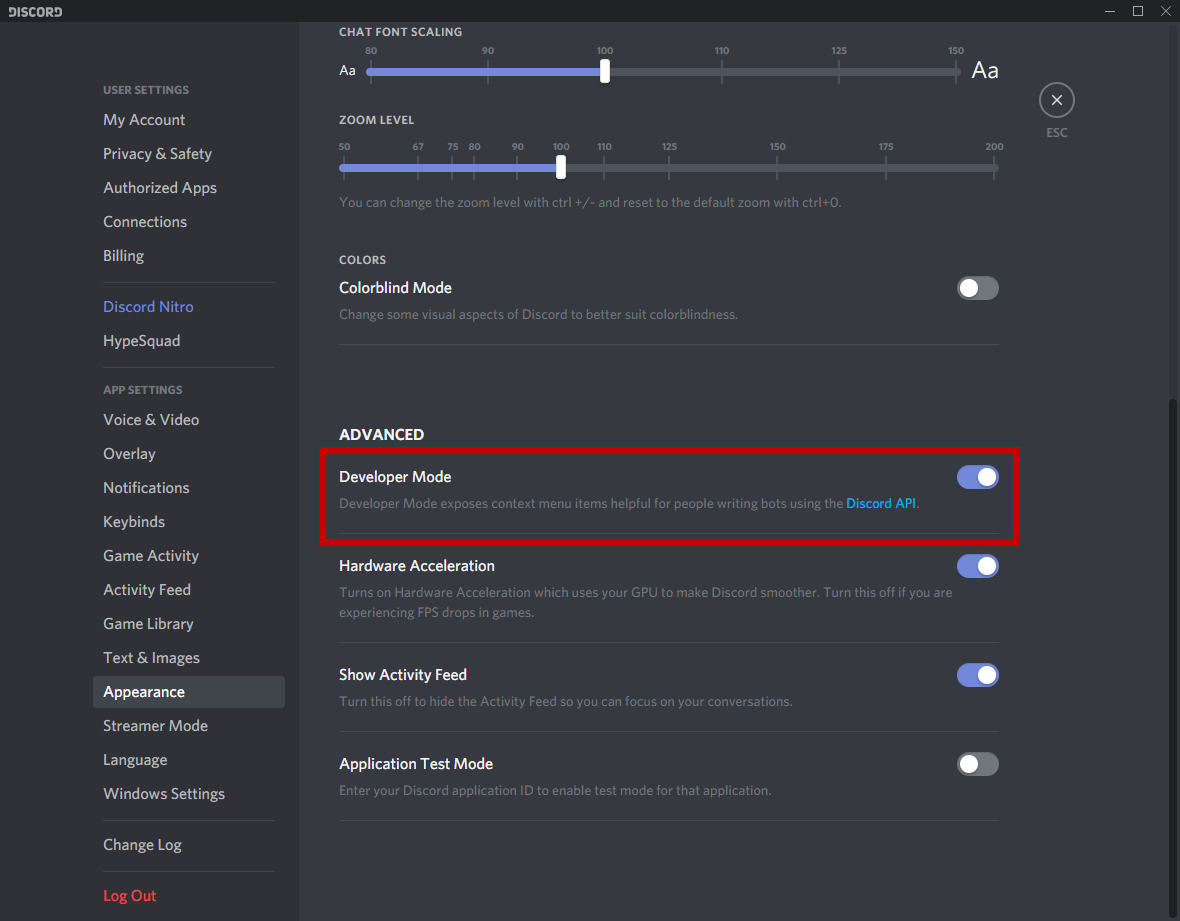 DISCORD
USER SETTINGS
My Account
Privacy & Safety
Authorized Apps
Connections
Billing
Discord Nitro
HypeSquad
APP SETTINGS
Voice & Video
Overlay
Notifications
Keybinds
Game Activity
Activity Feed
Game Library
Text & Images
Appearance
Streamer Mode
Language
Windows Settings
Change Log
Log Out
CHAT FONT SCALING
80 90 100 110 125 150
Aa Aa
ZOOM LEVEL
50 67 75 80 90 100 110 125 150 175 200
You can change the zoom level with ctrl +/- and reset to the default zoom with ctrl+0.
COLORS
Colorblind Mode
Change some visual aspects of Discord to better suit colorblindness.
ADVANCED
Developer Mode
Developer Mode exposes context menu items helpful for people writing bots using the Discord API.
Hardware Acceleration
Turns on Hardware Acceleration which uses your GPU to make Discord smoother. Turn this off if you are
experiencing FPS drops in games.
Show Activity Feed
Turn this off to hide the Activity Feed so you can focus on your conversations.
Application Test Mode
Enter your Discord application ID to enable test mode for that application.
ESC